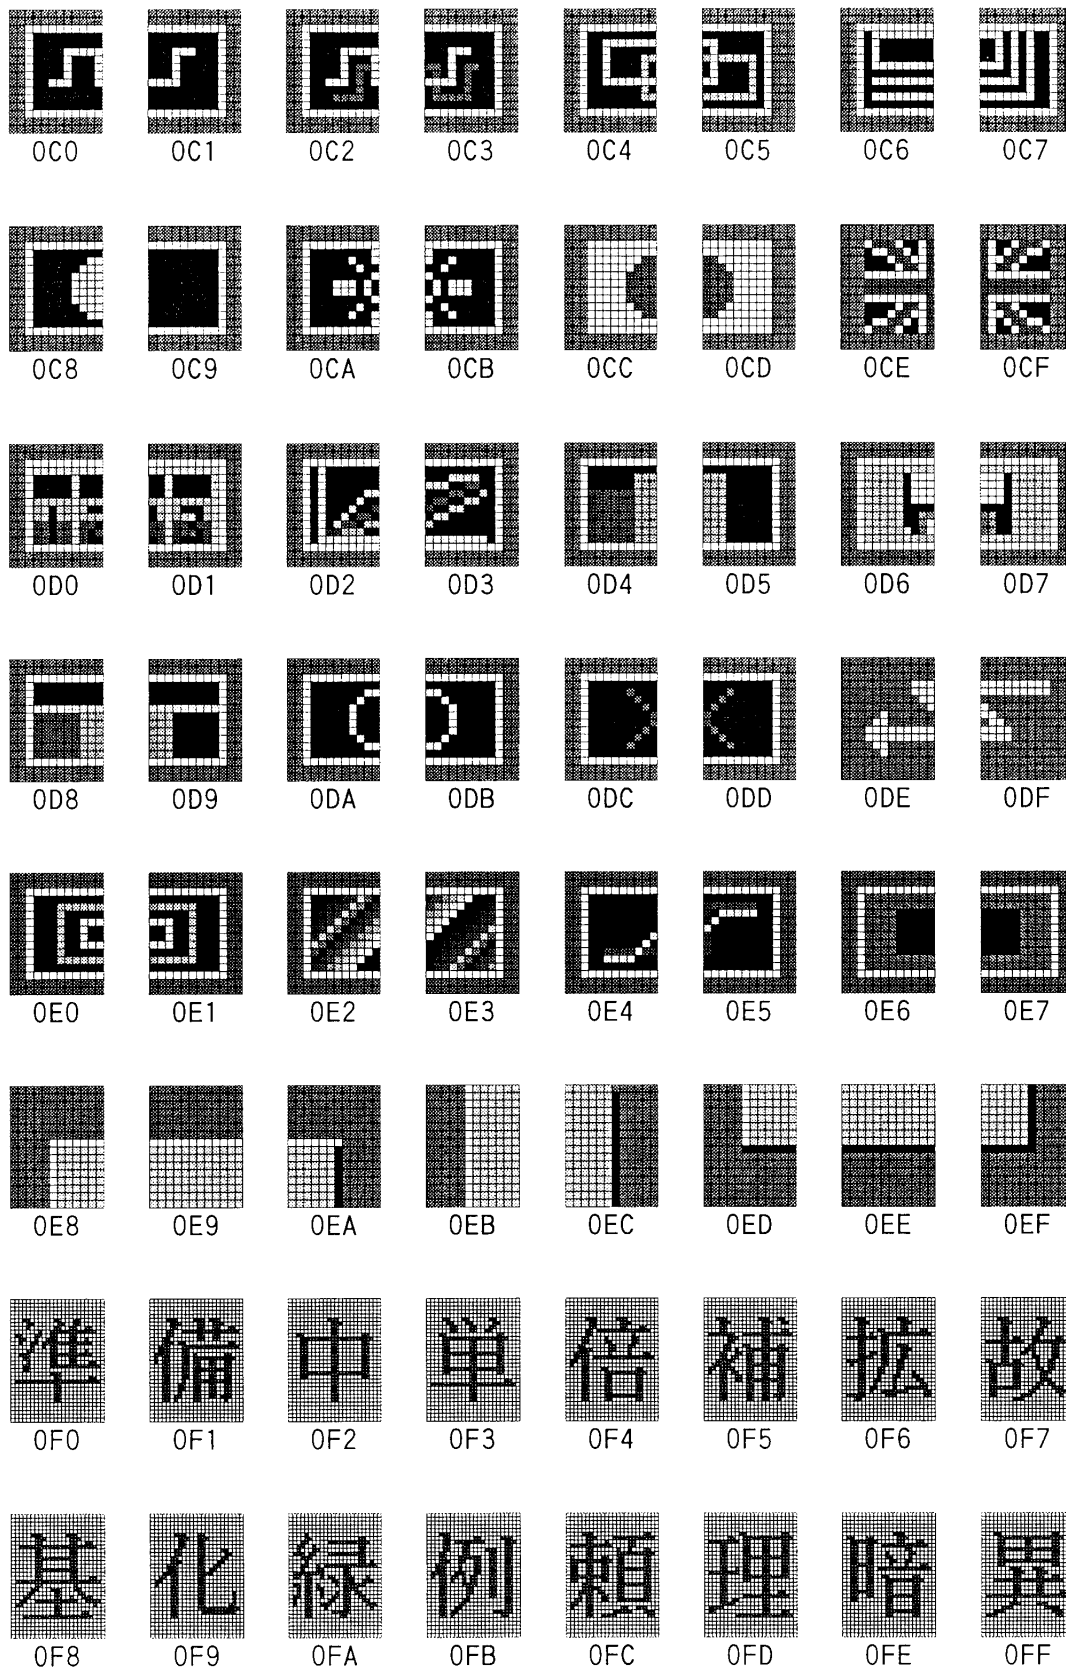 0C0 0C1 0C2 0C3 0C4 0C5 0C6 0C7
0C8 0C9 0CA 0CB 0CC 0CD 0CE 0CF
0D0 0D1 0D2 0D3 0D4 0D5 0D6 0D7
0D8 0D9 0DA 0DB 0DC 0DD 0DE 0DF
0E0 0E1 0E2 0E3 0E4 0E5 0E6 0E7
0E8 0E9 0EA 0EB 0EC 0ED 0EE 0EF
準 備 中 単 倍 補 拡 故
0F0 0F1 0F2 0F3 0F4 0F5 0F6 0F7
基 化 緑 例 頼 理 暗 異
0F8 0F9 0FA 0FB 0FC 0FD 0FE 0FF